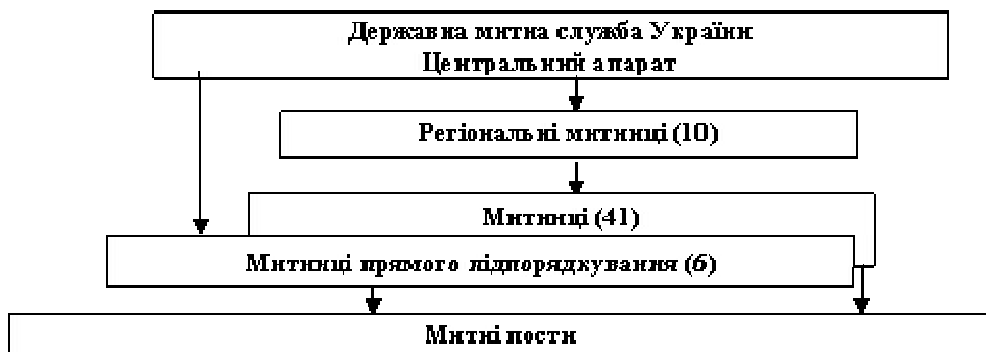 Державна митна служба України
Центральний апарат
Регіональні митниці (10)
Митниці (41)
Митниці прямого підпорядкування (6)
Митні пости